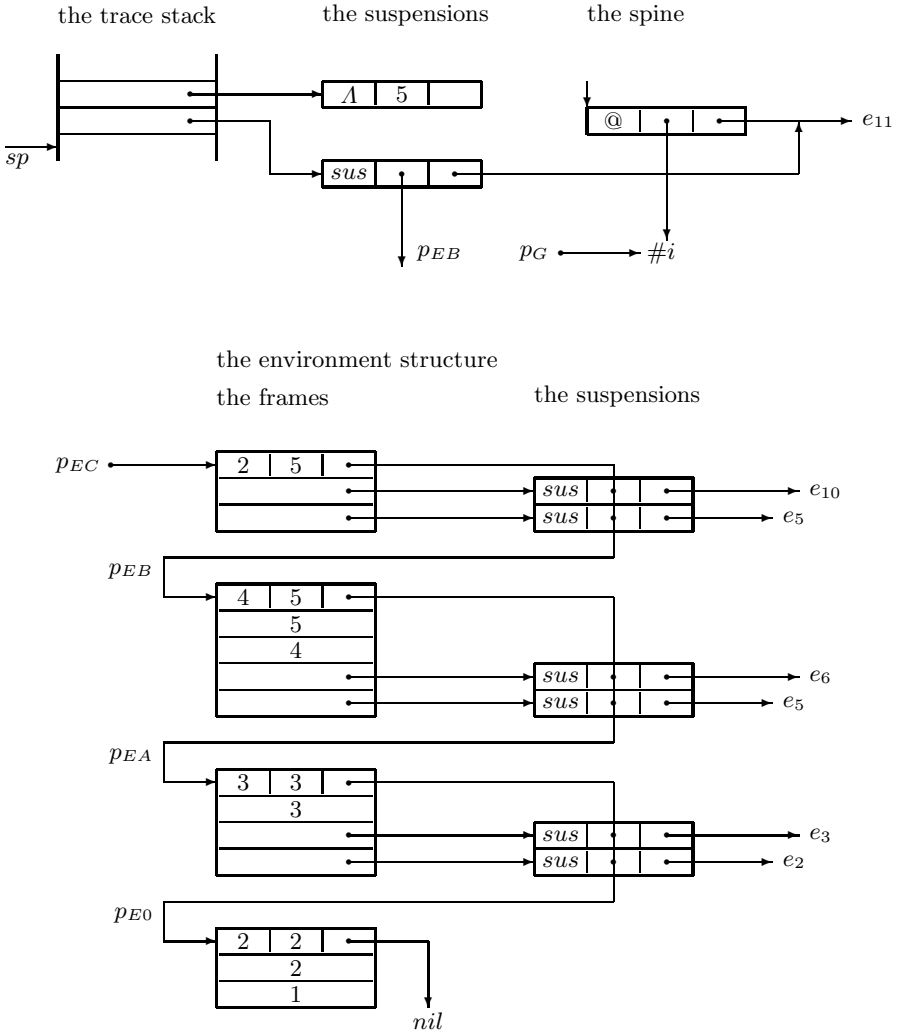 the trace stack the suspensions the spine
Λ 5
@ e11
sp
sus
pEB pG #i
the environment structure
the frames the suspensions
pEC 2 5
sus e10
sus e5
pEB
4 5
5
4
sus e6
sus e5
pEA
3 3
3
sus e3
sus e2
pE0
2 2
2
1
nil